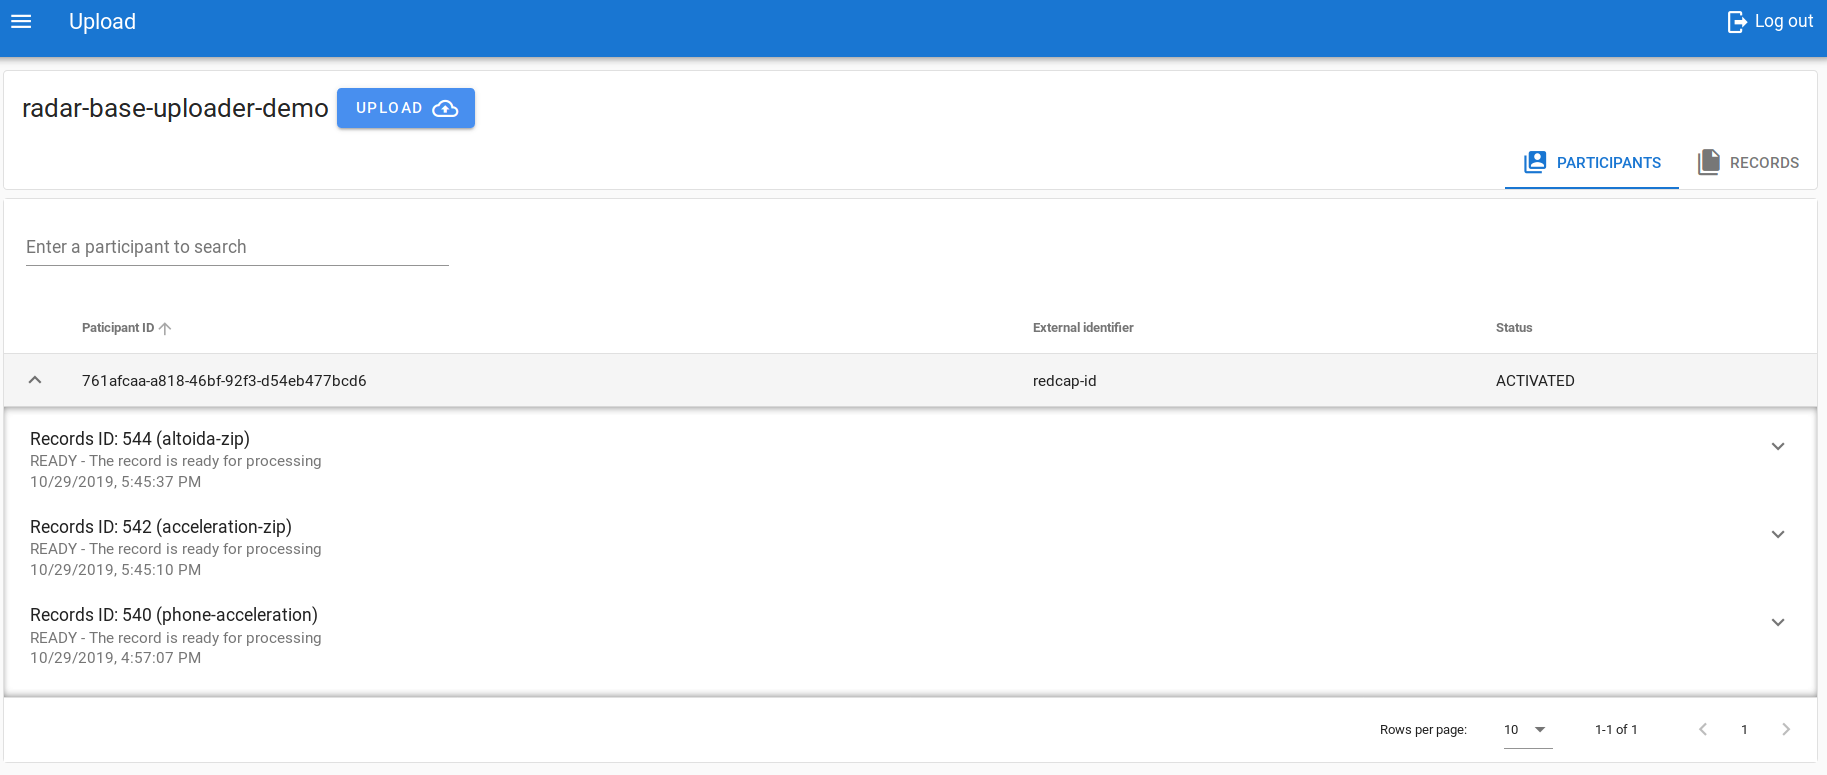 Upload
Log out
radar-base-uploader-demo
UPLOAD
PARTICIPANTS
RECORDS
Enter a participant to search
Paticipant ID
External identifier
Status
761afcaa-a818-46bf-92f3-d54eb477bcd6
redcap-id
ACTIVATED
Records ID: 544 (altoida-zip)
READY - The record is ready for processing
10/29/2019, 5:45:37 PM
Records ID: 542 (acceleration-zip)
READY - The record is ready for processing
10/29/2019, 5:45:10 PM
Records ID: 540 (phone-acceleration)
READY - The record is ready for processing
10/29/2019, 4:57:07 PM
Rows per page:
10
1-1 of 1
1